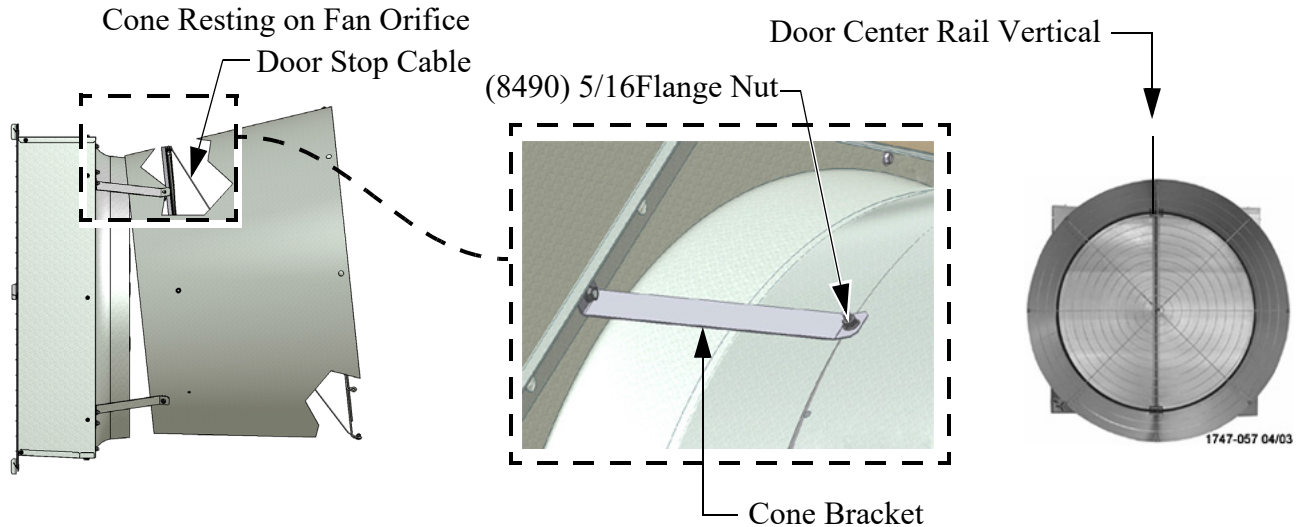 Cone Resting on Fan Orifice
Door Stop Cable
(8490) 5/16Flange Nut
Door Center Rail Vertical
Cone Bracket
1747-057 04/03